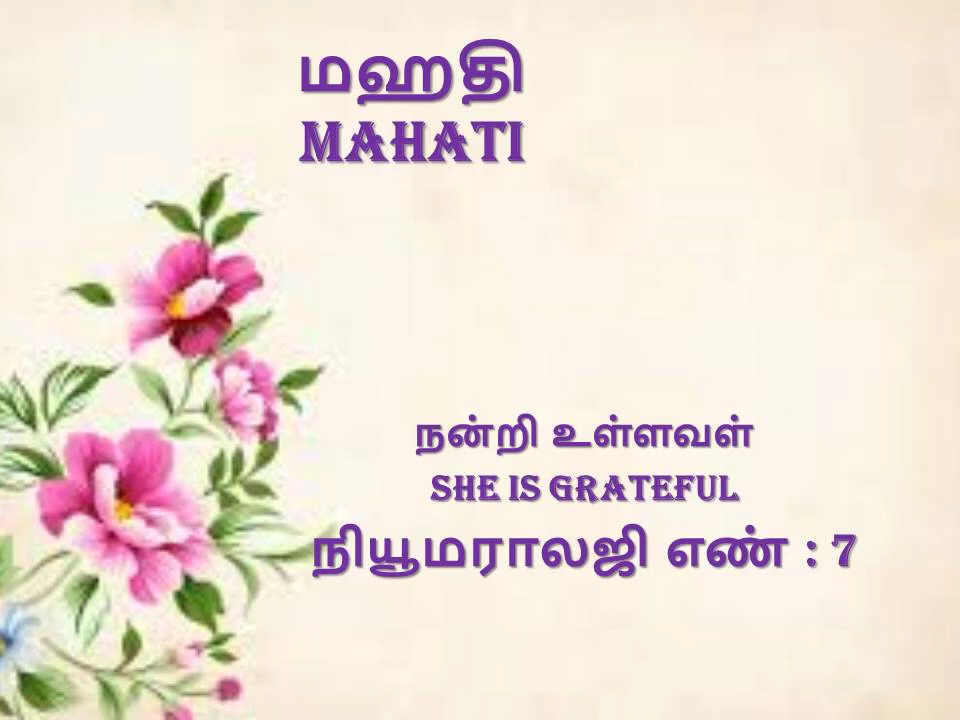 மஹதி
MAHATI
நன்றி உள்ளவள்
SHE IS GRATEFUL
நியூமராலஜி எண் : 7